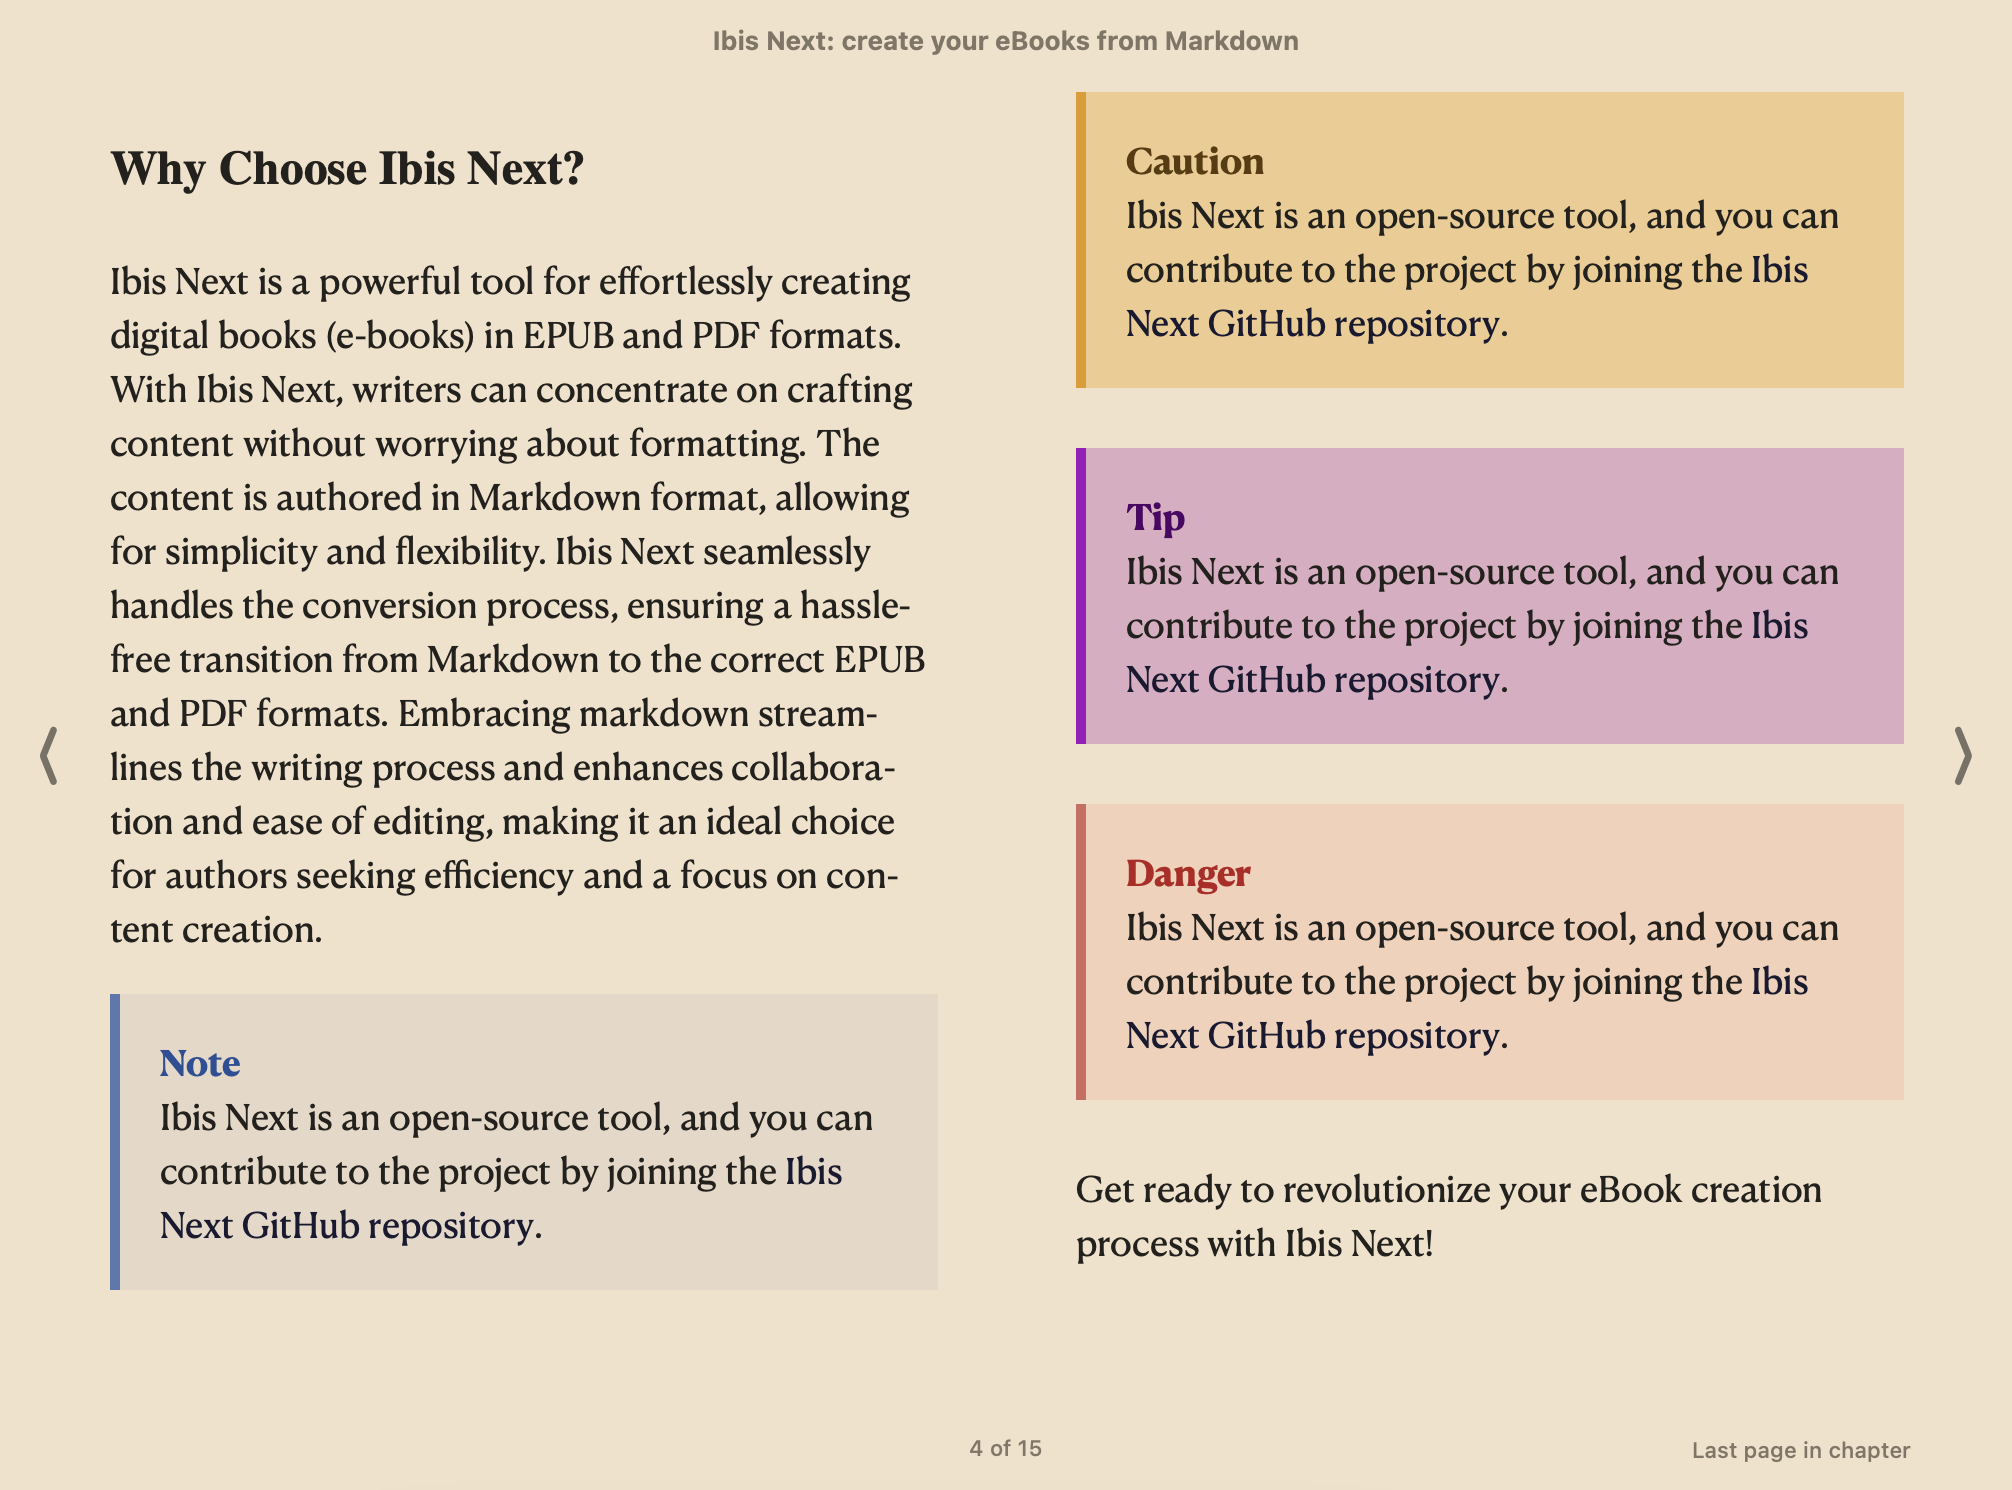 Ibis Next: create your eBooks from Markdown
Why Choose Ibis Next?
Ibis Next is a powerful tool for effortlessly creating
digital books (e-books) in EPUB and PDF formats.
With Ibis Next, writers can concentrate on crafting
content without worrying about formatting. The
content is authored in Markdown format, allowing
for simplicity and flexibility. Ibis Next seamlessly
handles the conversion process, ensuring a hassle-
free transition from Markdown to the correct EPUB
and PDF formats. Embracing markdown stream-
lines the writing process and enhances collabora-
tion and ease of editing, making it an ideal choice
for authors seeking efficiency and a focus on con-
tent creation.
Note
Ibis Next is an open-source tool, and you can
contribute to the project by joining the Ibis
Next GitHub repository.
Caution
Ibis Next is an open-source tool, and you can
contribute to the project by joining the Ibis
Next GitHub repository.
Tip
Ibis Next is an open-source tool, and you can
contribute to the project by joining the Ibis
Next GitHub repository.
Danger
Ibis Next is an open-source tool, and you can
contribute to the project by joining the Ibis
Next GitHub repository.
Get ready to revolutionize your eBook creation
process with Ibis Next!
4 of 15
Last page in chapter